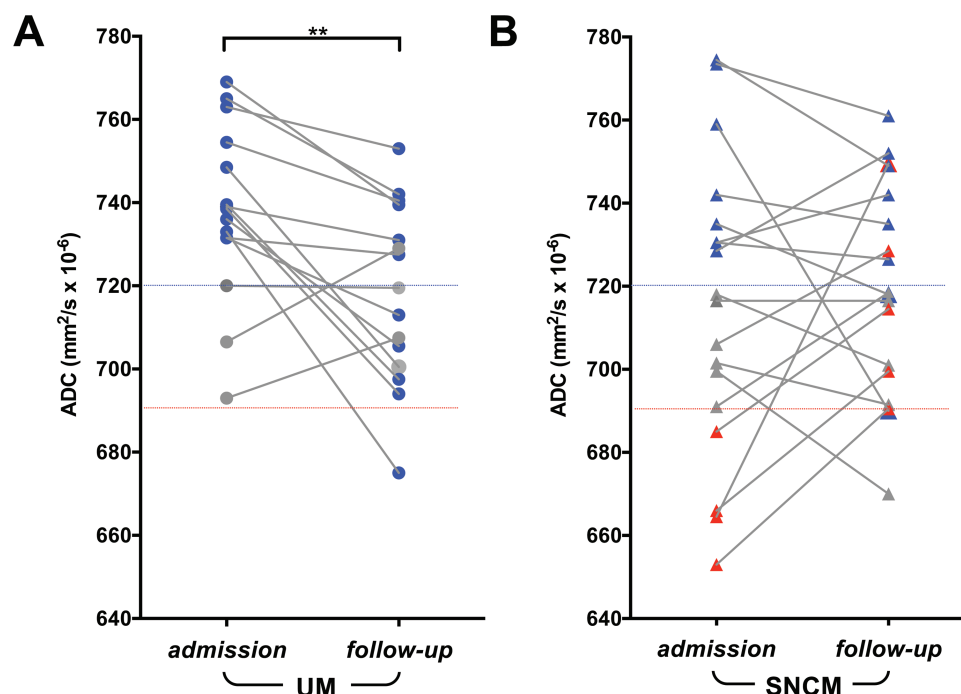 A
**
780
760
740
720
700
680
660
640
ADC (mm²/s x 10⁻⁶)
admission
follow-up
UM
B
780
760
740
720
700
680
660
640
ADC (mm²/s x 10⁻⁶)
admission
follow-up
SNCM